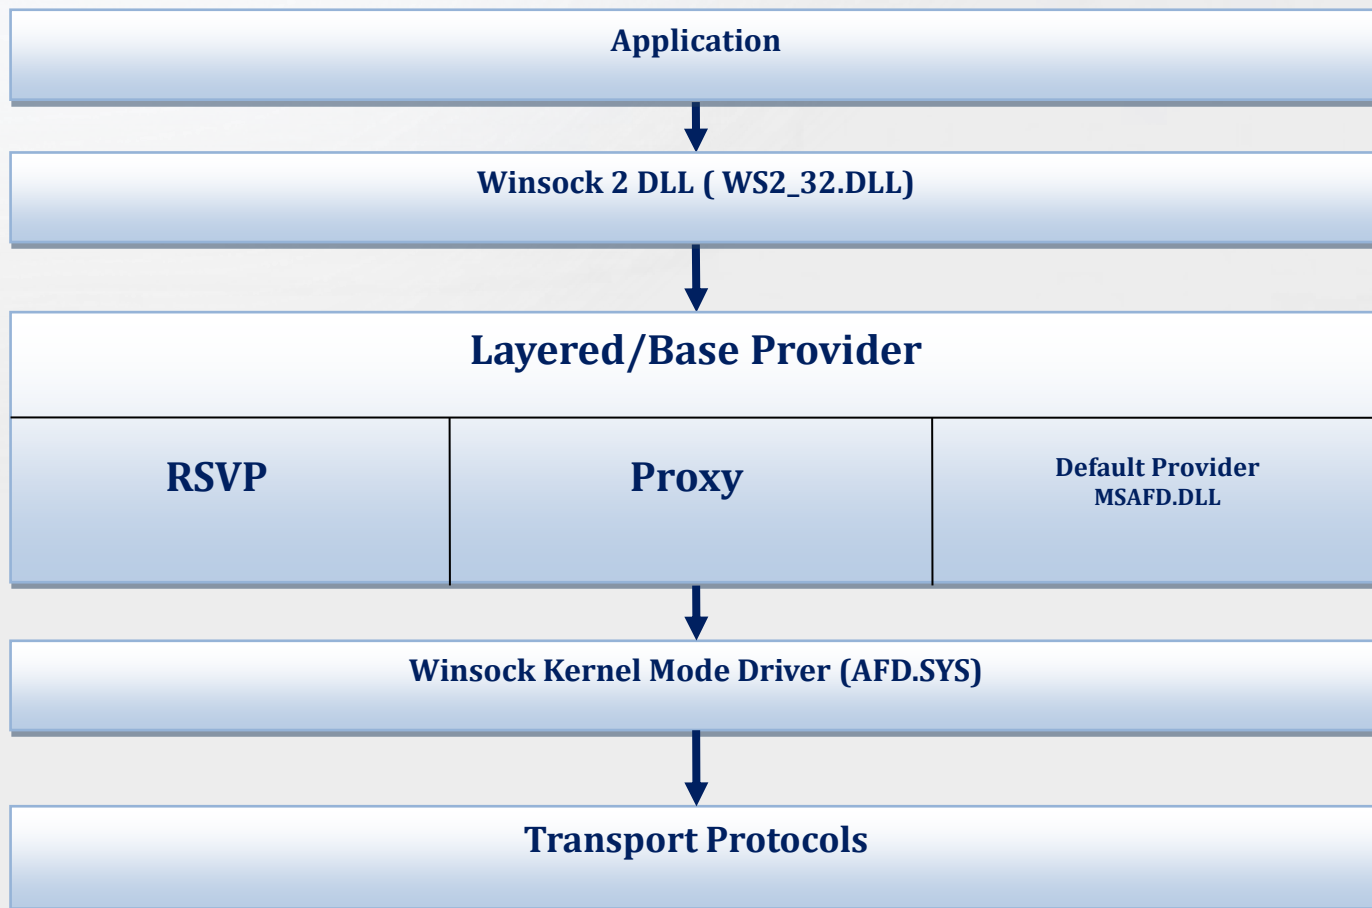 Application
Winsock 2 DLL ( WS2_32.DLL)
Layered/Base Provider
RSVP
Proxy
Default Provider
MSAFD.DLL
Winsock Kernel Mode Driver (AFD.SYS)
Transport Protocols